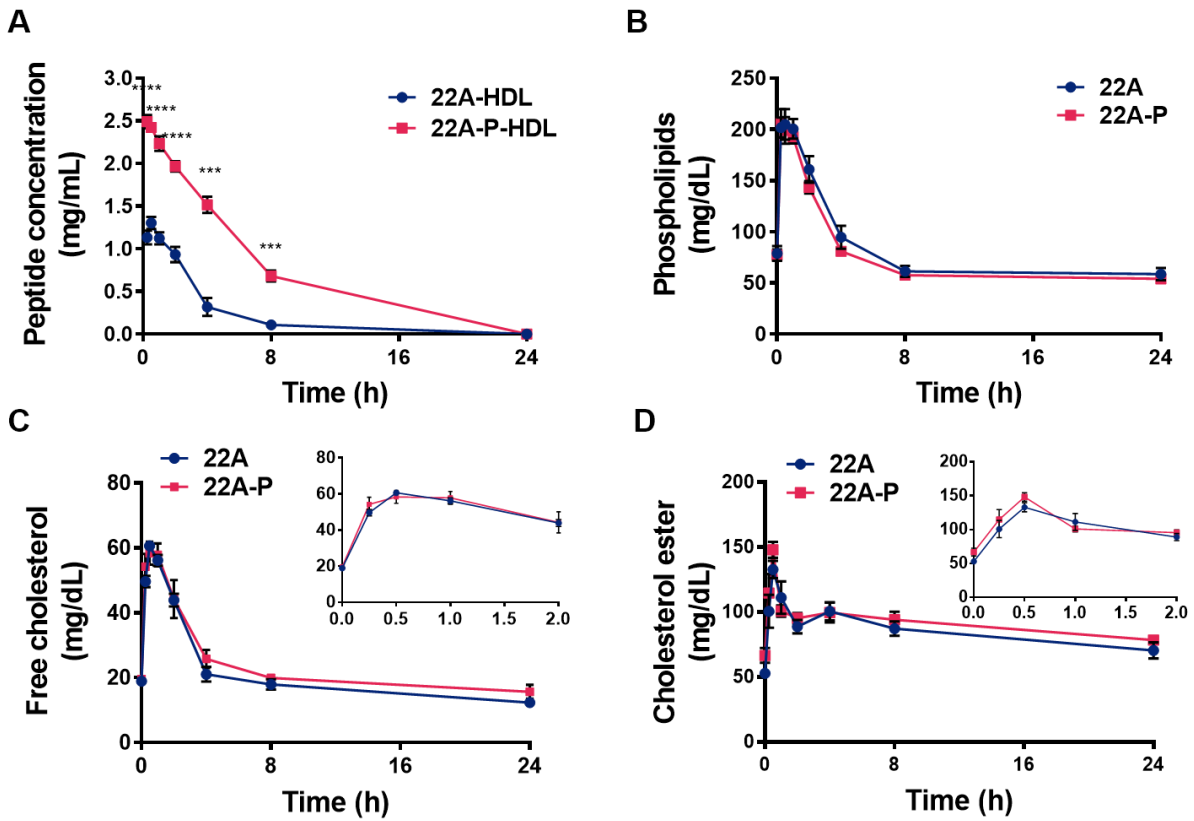 A
Peptide concentration
(mg/mL)
3.0
2.5
2.0
1.5
1.0
0.5
0.0
****
****
****
***
***
22A-HDL
22A-P-HDL
0
8
16
24
Time (h)
B
Phospholipids
(mg/dL)
250
200
150
100
50
0
22A
22A-P
0
8
16
24
Time (h)
C
Free cholesterol
(mg/dL)
22A
22A-P
80
60
40
20
0
0
8
16
24
Time (h)
80
60
40
20
0
0.0
0.5
1.0
1.5
2.0
D
Cholesterol ester
(mg/dL)
22A
22A-P
200
150
100
50
0
0
8
16
24
Time (h)
200
150
100
50
0
0.0
0.5
1.0
1.5
2.0